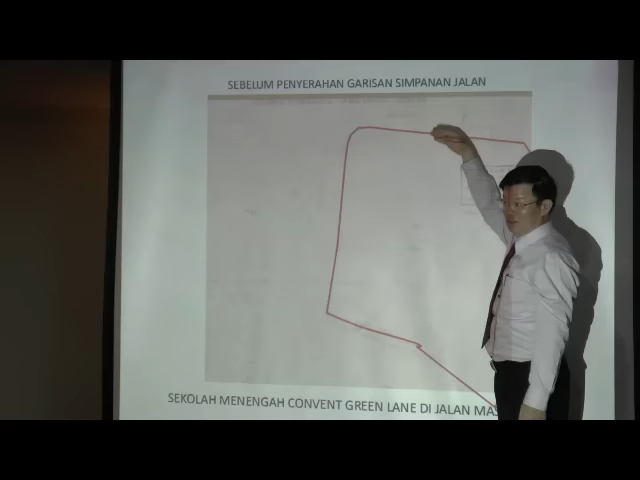 SEBELUM PENYERAHAN GARISAN SIMPANAN JALAN
SEKOLAH MENENGAH CONVENT GREEN LANE DI JALAN